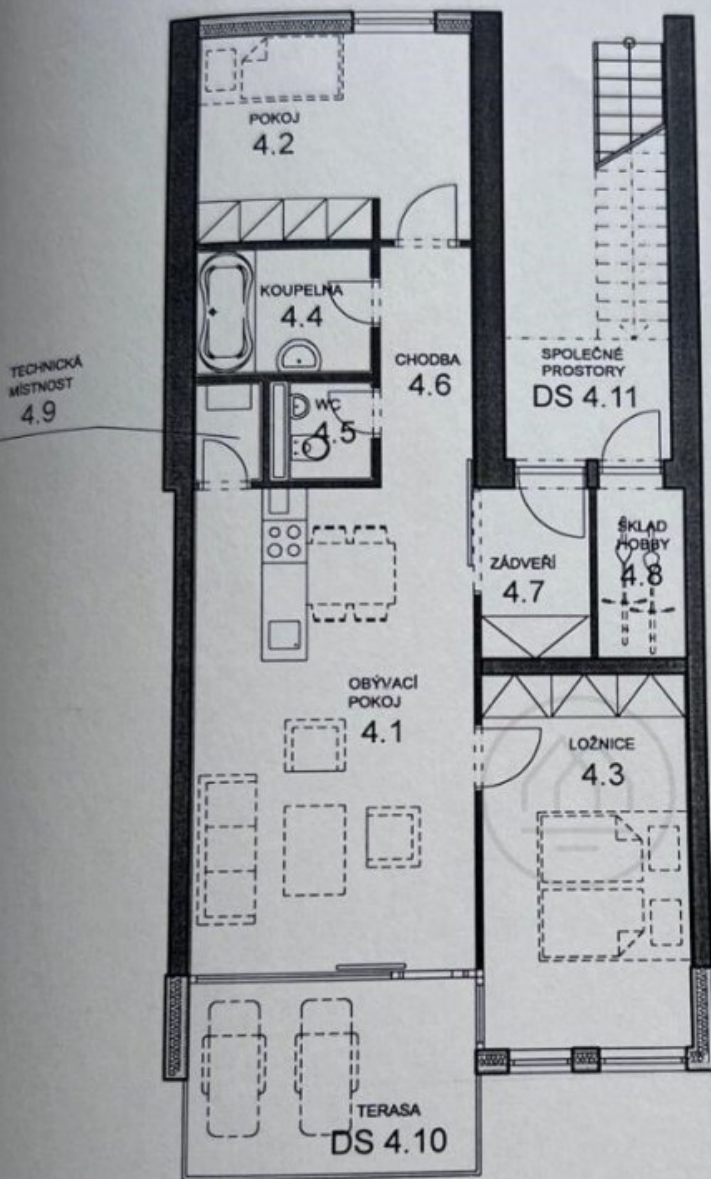 POKOJ
4.2
KOUPELNA
4.4
TECHNICKÁ
MÍSTNOST
4.9
WC
4.5
CHODBA
4.6
SPOLEČNÉ
PROSTORY
DS 4.11
ZÁDVEŘÍ
4.7
SKLAD
HOBBY
4.8
OBÝVACÍ
POKOJ
4.1
LOŽNICE
4.3
TERASA
DS 4.10